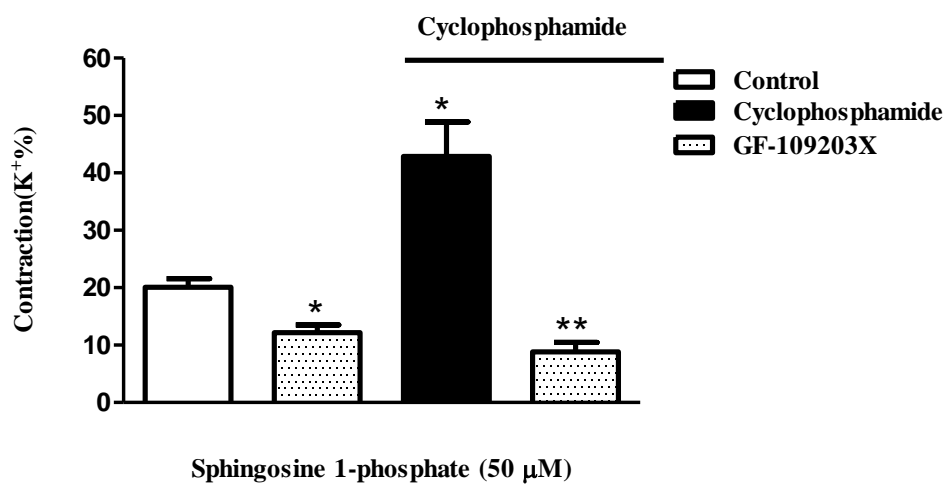 Cyclophosphamide
60
50
40
30
20
10
0
Contraction(K⁺%)
*
*
**
Control
Cyclophosphamide
GF-109203X
Sphingosine 1-phosphate (50 μM)